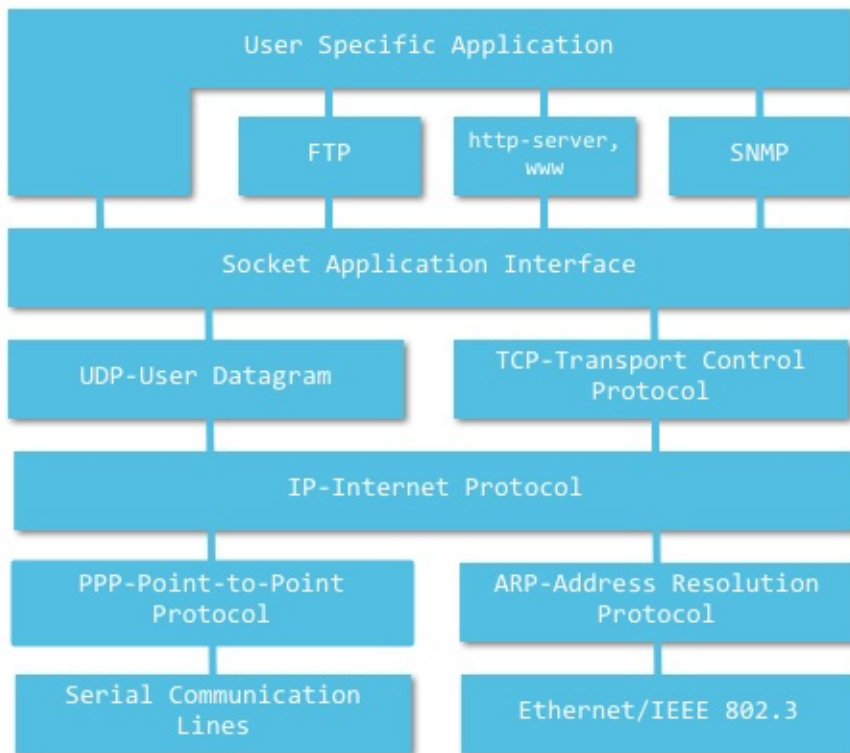 User Specific Application
FTP
http-server,
www
SNMP
Socket Application Interface
UDP-User Datagram
TCP-Transport Control
Protocol
IP-Internet Protocol
PPP-Point-to-Point
Protocol
ARP-Address Resolution
Protocol
Serial Communication
Lines
Ethernet/IEEE 802.3